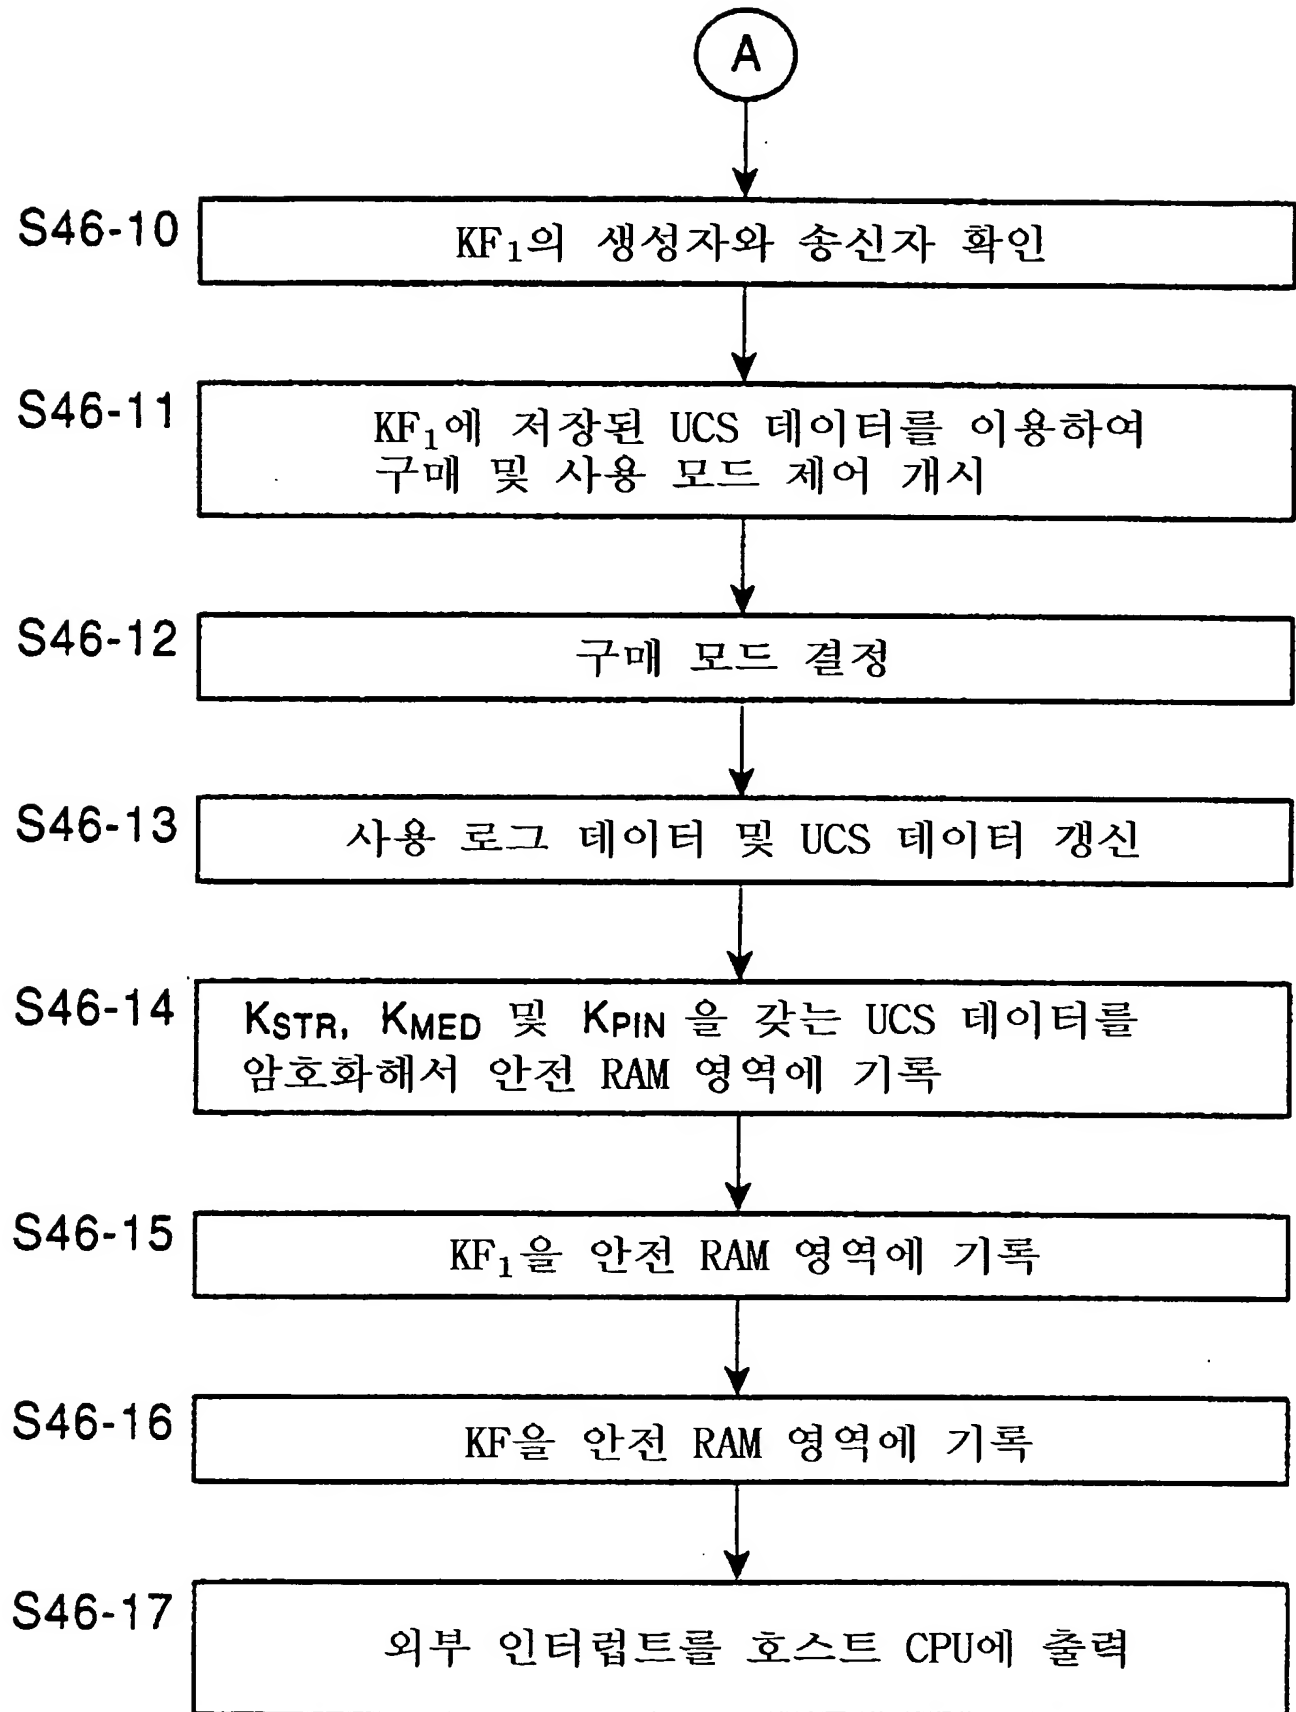 A
S46-10
KF₁의 생성자와 송신자 확인
S46-11
KF₁에 저장된 UCS 데이터를 이용하여
구매 및 사용 모드 제어 개시
S46-12
구매 모드 결정
S46-13
사용 로그 데이터 및 UCS 데이터 갱신
S46-14
KSTR, KMED 및 KPIN 을 갖는 UCS 데이터를
암호화해서 안전 RAM 영역에 기록
S46-15
KF₁을 안전 RAM 영역에 기록
S46-16
KF을 안전 RAM 영역에 기록
S46-17
외부 인터럽트를 호스트 CPU에 출력